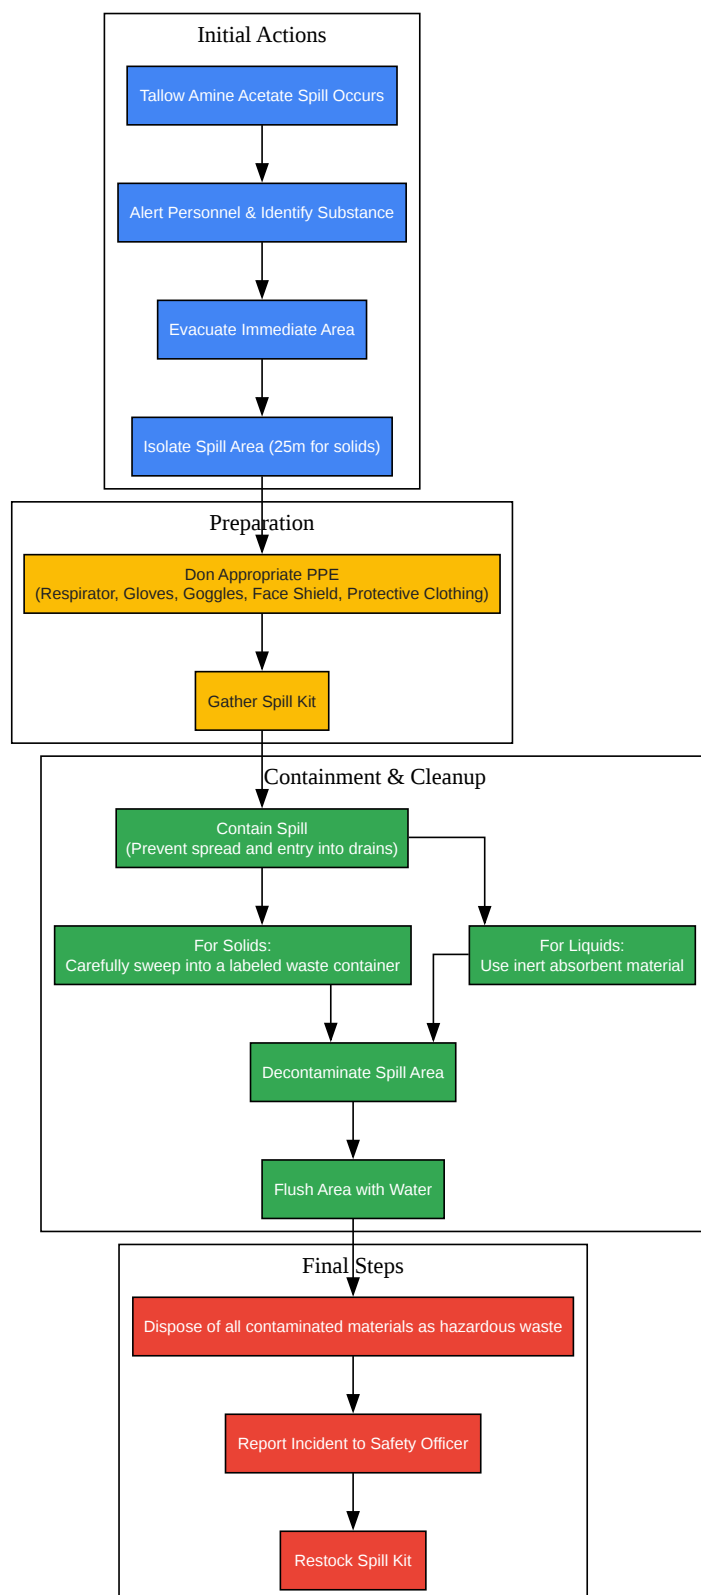 Initial Actions
Tallow Amine Acetate Spill Occurs
Alert Personnel & Identify Substance
Evacuate Immediate Area
Isolate Spill Area (25m for solids)
Preparation
Don Appropriate PPE
(Respirator, Gloves, Goggles, Face Shield, Protective Clothing)
Gather Spill Kit
Containment & Cleanup
Contain Spill
(Prevent spread and entry into drains)
For Solids:
Carefully sweep into a labeled waste container
For Liquids:
Use inert absorbent material
Decontaminate Spill Area
Flush Area with Water
Final Steps
Dispose of all contaminated materials as hazardous waste
Report Incident to Safety Officer
Restock Spill Kit